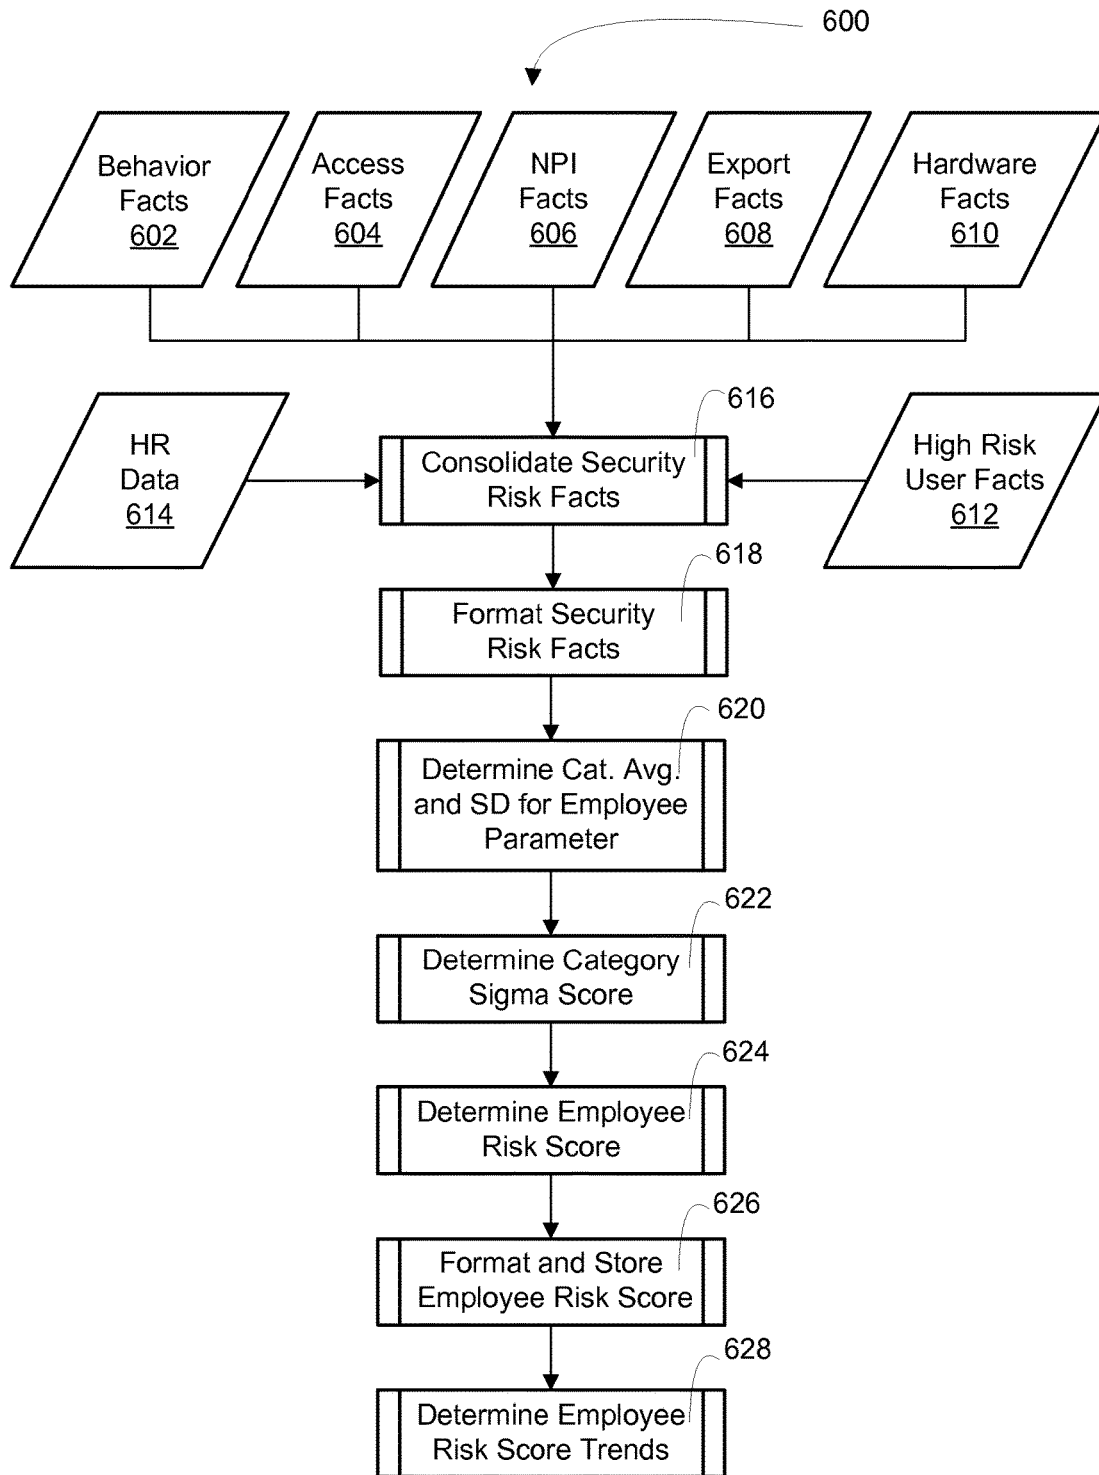 600
Behavior
Facts
602
Access
Facts
604
NPI
Facts
606
Export
Facts
608
Hardware
Facts
610
HR
Data
614
616
Consolidate Security
Risk Facts
High Risk
User Facts
612
618
Format Security
Risk Facts
620
Determine Cat. Avg.
and SD for Employee
Parameter
622
Determine Category
Sigma Score
624
Determine Employee
Risk Score
626
Format and Store
Employee Risk Score
628
Determine Employee
Risk Score Trends